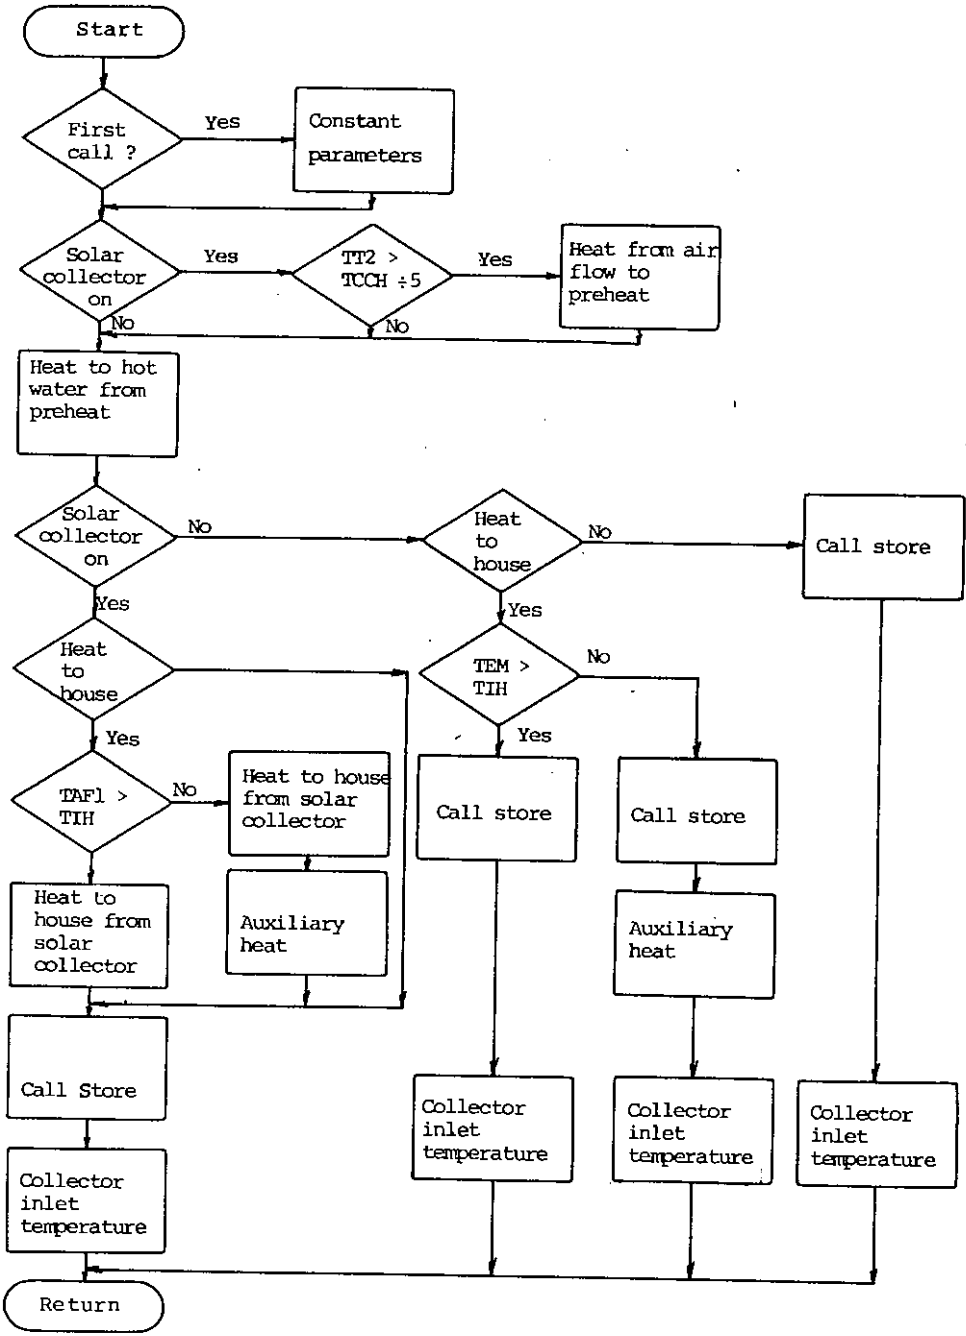 Start
First
call ?
Yes
Constant
parameters
Solar
collector
on
Yes
TT2 >
TCCH ÷5
Yes
Heat from air
flow to
preheat
No
No
Heat to hot
water from
preheat
Solar
collector
on
No
Heat
to
house
No
Call store
Yes
Yes
Heat
to
house
TEM >
TIH
No
Yes
Yes
TAF1 >
TIH
No
Heat to house
from solar
collector
Call store
Call store
Heat to
house from
solar
collector
Auxiliary
heat
Auxiliary
heat
Call Store
Collector
inlet
temperature
Collector
inlet
temperature
Collector
inlet
temperature
Collector
inlet
temperature
Return